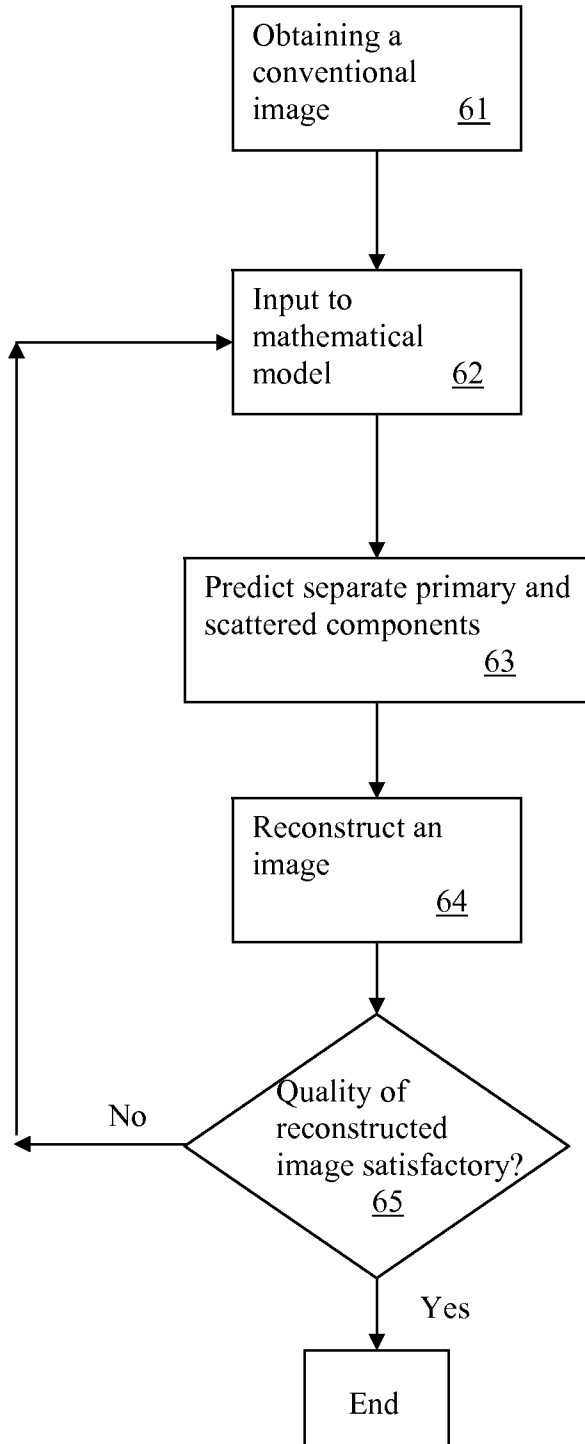 Obtaining a
conventional
image 61
Input to
mathematical
model 62
Predict separate primary and
scattered components
63
Reconstruct an
image
64
No
Quality of
reconstructed
image satisfactory?
65
Yes
End